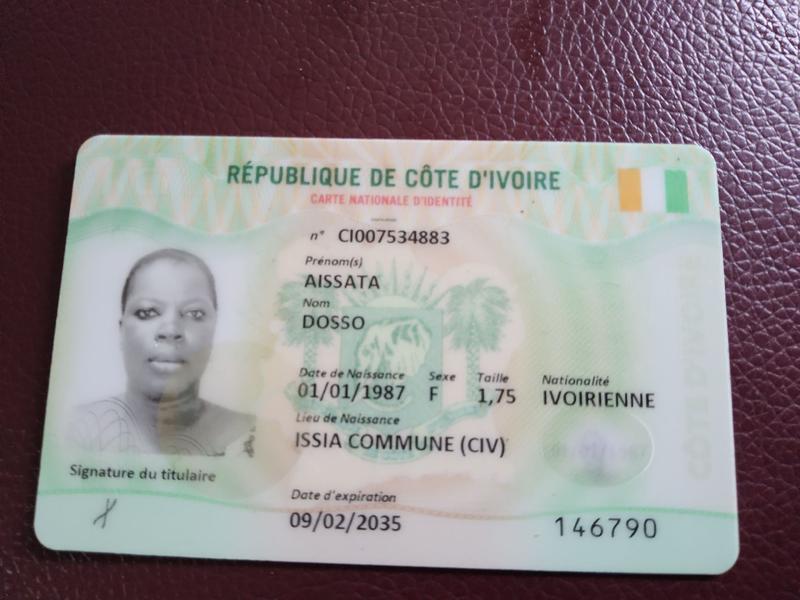 RÉPUBLIQUE DE CÔTE D'IVOIRE
CARTE NATIONALE D'IDENTITÉ
n° CI007534883
Prénom(s)
AISSATA
Nom
DOSSO
Date de Naissance Sexe Taille Nationalité
01/01/1987 F 1,75 IVOIRIENNE
Lieu de Naissance
ISSIA COMMUNE (CIV)
Signature du titulaire
Date d'expiration
09/02/2035
146790
CÔTE D'IVOIRE